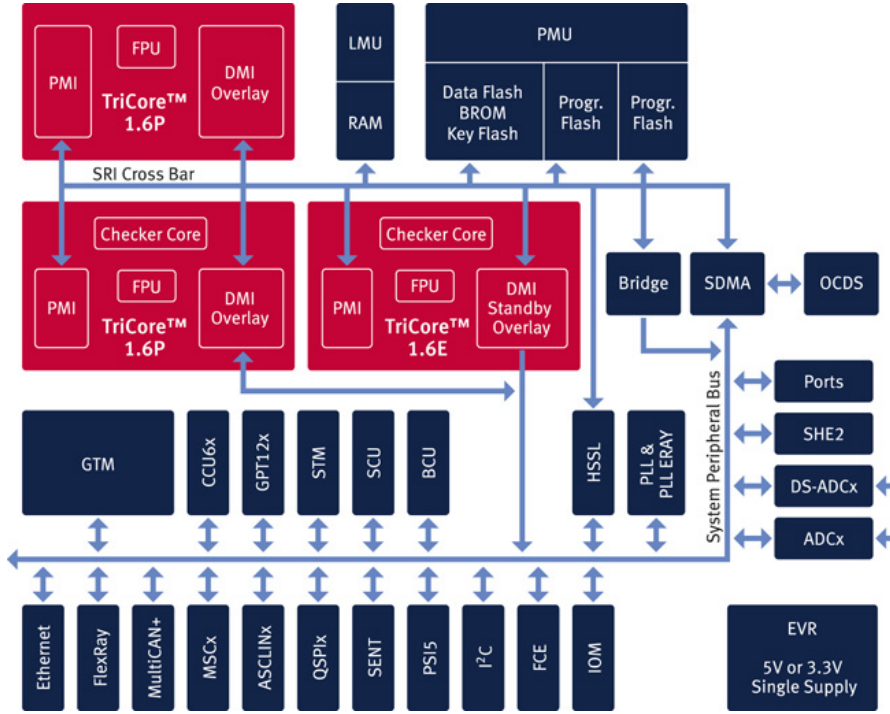 FPU
PMI
DMI
Overlay
TriCore™
1.6P
LMU
RAM
PMU
Data Flash
BROM
Key Flash
Progr.
Flash
Progr.
Flash
SRI Cross Bar
Checker Core
PMI
FPU
DMI
Overlay
TriCore™
1.6P
Checker Core
PMI
FPU
DMI
Standby
Overlay
TriCore™
1.6E
Bridge
SDMA
OCDS
System Peripheral Bus
Ports
SHE2
DS-ADCx
ADCx
GTM
CCU6x
GPT12x
STM
SCU
BCU
HSSL
PLL &
PLL ERAY
Ethernet
FlexRay
MultiCAN+
MSCx
ASCLINx
QSPIx
SENT
PSI5
I²C
FCE
IOM
EVR
5V or 3.3V
Single Supply